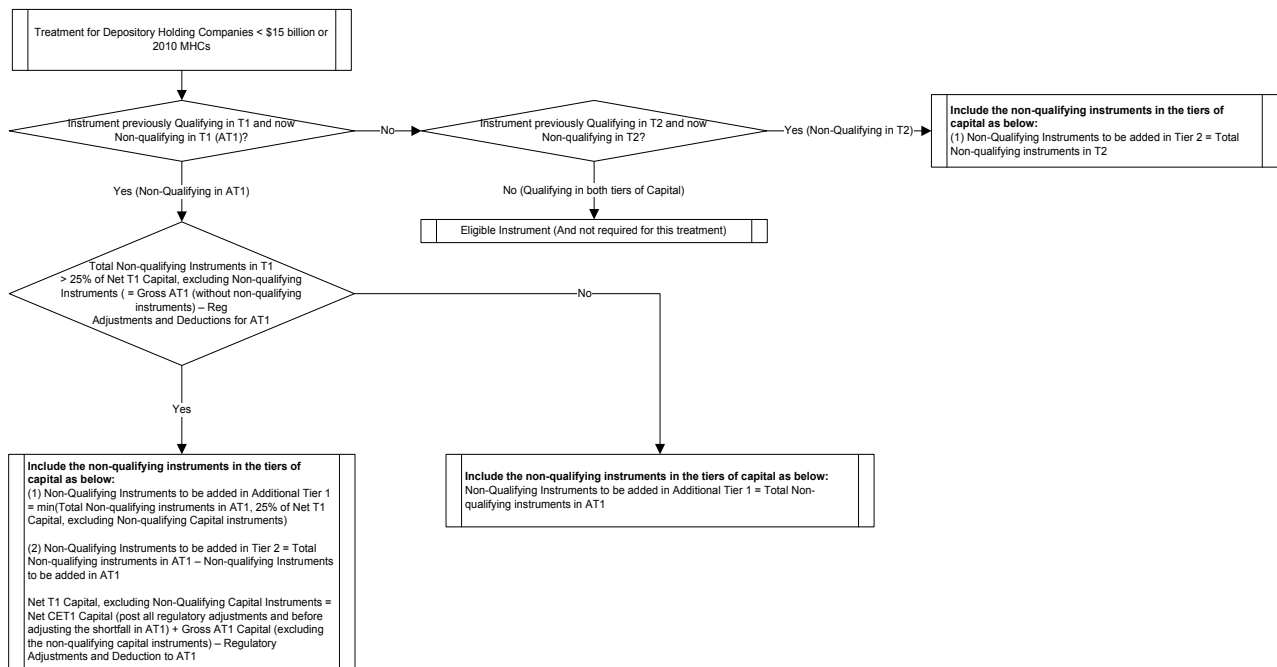 Treatment for Depository Holding Companies < $15 billion or
2010 MHCs
Instrument previously Qualifying in T1 and now
Non-qualifying in T1 (AT1)?
No
Instrument previously Qualifying in T2 and now
Non-qualifying in T2?
Yes (Non-Qualifying in T2)
Include the non-qualifying instruments in the tiers of
capital as below:
(1) Non-Qualifying Instruments to be added in Tier 2 = Total
Non-qualifying instruments in T2
Yes (Non-Qualifying in AT1)
No (Qualifying in both tiers of Capital)
Eligible Instrument (And not required for this treatment)
Total Non-qualifying Instruments in T1
> 25% of Net T1 Capital, excluding Non-qualifying
Instruments ( = Gross AT1 (without non-qualifying
instruments) – Reg
Adjustments and Deductions for AT1
No
Yes
Include the non-qualifying instruments in the tiers of
capital as below:
(1) Non-Qualifying Instruments to be added in Additional Tier 1
= min(Total Non-qualifying instruments in AT1, 25% of Net T1
Capital, excluding Non-qualifying Capital instruments)
(2) Non-Qualifying Instruments to be added in Tier 2 = Total
Non-qualifying instruments in AT1 – Non-qualifying Instruments
to be added in AT1
Net T1 Capital, excluding Non-Qualifying Capital Instruments =
Net CET1 Capital (post all regulatory adjustments and before
adjusting the shortfall in AT1) + Gross AT1 Capital (excluding
the non-qualifying capital instruments) – Regulatory
Adjustments and Deduction to AT1
Include the non-qualifying instruments in the tiers of capital as below:
Non-Qualifying Instruments to be added in Additional Tier 1 = Total Non-
qualifying instruments in AT1